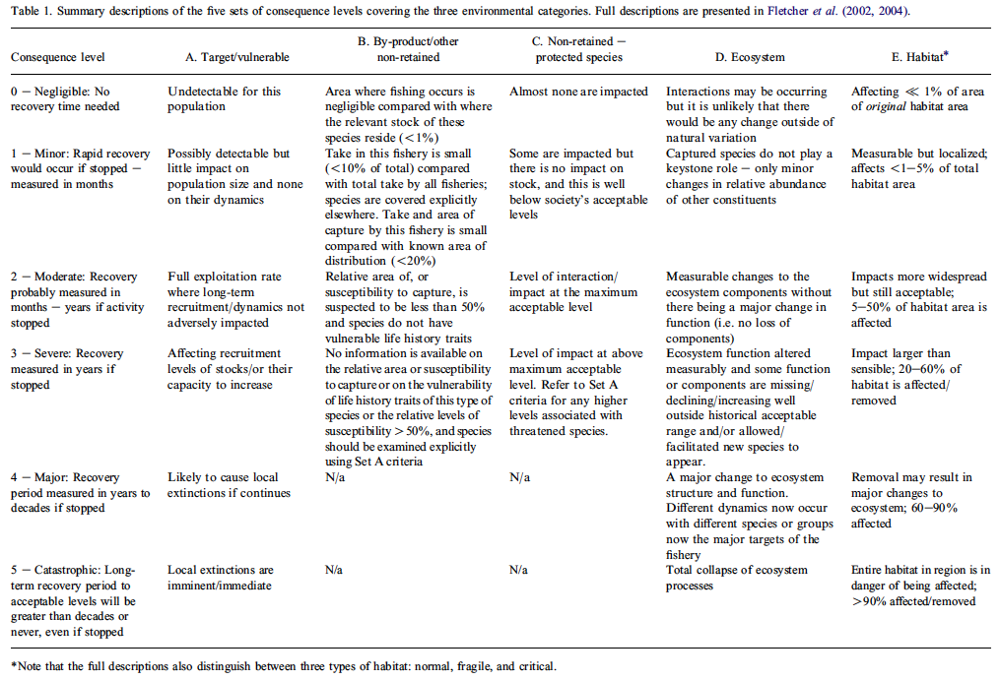 Table 1. Summary descriptions of the five sets of consequence levels covering the three environmental categories. Full descriptions are presented in Fletcher et al. (2002, 2004).
Consequence level
A. Target/vulnerable
B. By-product/other
non-retained
C. Non-retained –
protected species
D. Ecosystem
E. Habitat*
0 – Negligible: No
recovery time needed
Undetectable for this
population
Area where fishing occurs is
negligible compared with where
the relevant stock of these
species reside (<1%)
Almost none are impacted
Interactions may be occurring
but it is unlikely that there
would be any change outside of
natural variation
Affecting ≪ 1% of area
of original habitat area
1 – Minor: Rapid recovery
would occur if stopped –
measured in months
Possibly detectable but
little impact on
population size and none
on their dynamics
Take in this fishery is small
(<10% of total) compared
with total take by all fisheries;
species are covered explicitly
elsewhere. Take and area of
capture by this fishery is small
compared with known area of
distribution (<20%)
Some are impacted but
there is no impact on
stock, and this is well
below society's acceptable
levels
Captured species do not play a
keystone role – only minor
changes in relative abundance
of other constituents
Measurable but localized;
affects <1–5% of total
habitat area
2 – Moderate: Recovery
probably measured in
months – years if activity
stopped
Full exploitation rate
where long-term
recruitment/dynamics not
adversely impacted
Relative area of, or
susceptibility to capture, is
suspected to be less than 50%
and species do not have
vulnerable life history traits
Level of interaction/
impact at the maximum
acceptable level
Measurable changes to the
ecosystem components without
there being a major change in
function (i.e. no loss of
components)
Impacts more widespread
but still acceptable;
5–50% of habitat area is
affected
3 – Severe: Recovery
measured in years if
stopped
Affecting recruitment
levels of stocks/or their
capacity to increase
No information is available on
the relative area or susceptibility
to capture or on the vulnerability
of life history traits of this type of
species or the relative levels of
susceptibility > 50%, and species
should be examined explicitly
using Set A criteria
Level of impact at above
maximum acceptable
level. Refer to Set A
criteria for any higher
levels associated with
threatened species.
Ecosystem function altered
measurably and some function
or components are missing/
declining/increasing well
outside historical acceptable
range and/or allowed/
facilitated new species to
appear.
Impact larger than
sensible; 20–60% of
habitat is affected/
removed
4 – Major: Recovery
period measured in years to
decades if stopped
Likely to cause local
extinctions if continues
N/a
N/a
A major change to ecosystem
structure and function.
Different dynamics now occur
with different species or groups
now the major targets of the
fishery
Removal may result in
major changes to
ecosystem; 60–90%
affected
5 – Catastrophic: Long-
term recovery period to
acceptable levels will be
greater than decades or
never, even if stopped
Local extinctions are
imminent/immediate
N/a
N/a
Total collapse of ecosystem
processes
Entire habitat in region is in
danger of being affected;
>90% affected/removed
*Note that the full descriptions also distinguish between three types of habitat: normal, fragile, and critical.